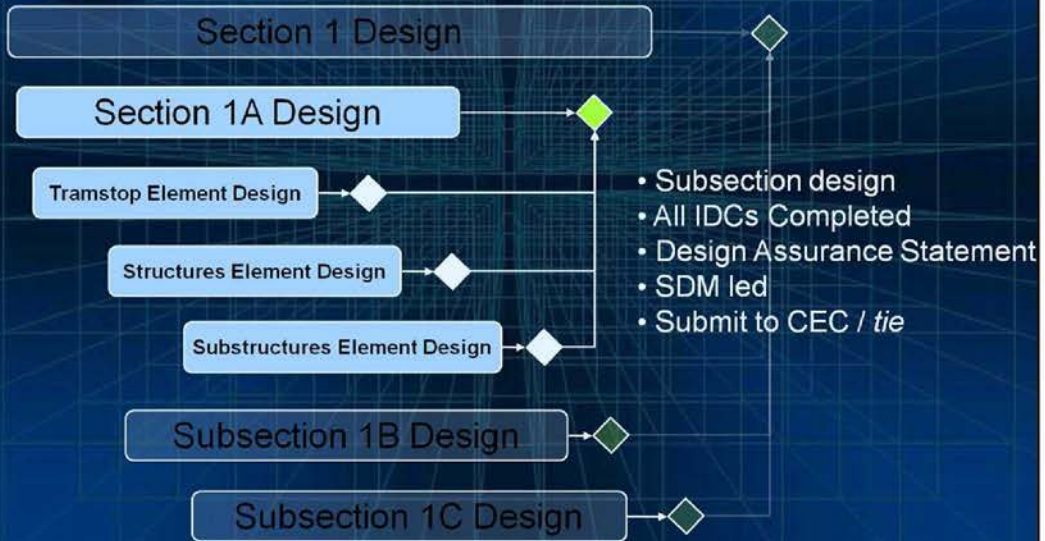 Section 1 Design
Section 1A Design
Tramstop Element Design
Structures Element Design
Substructures Element Design
• Subsection design
• All IDCs Completed
• Design Assurance Statement
• SDM led
• Submit to CEC / tie
Subsection 1B Design
Subsection 1C Design